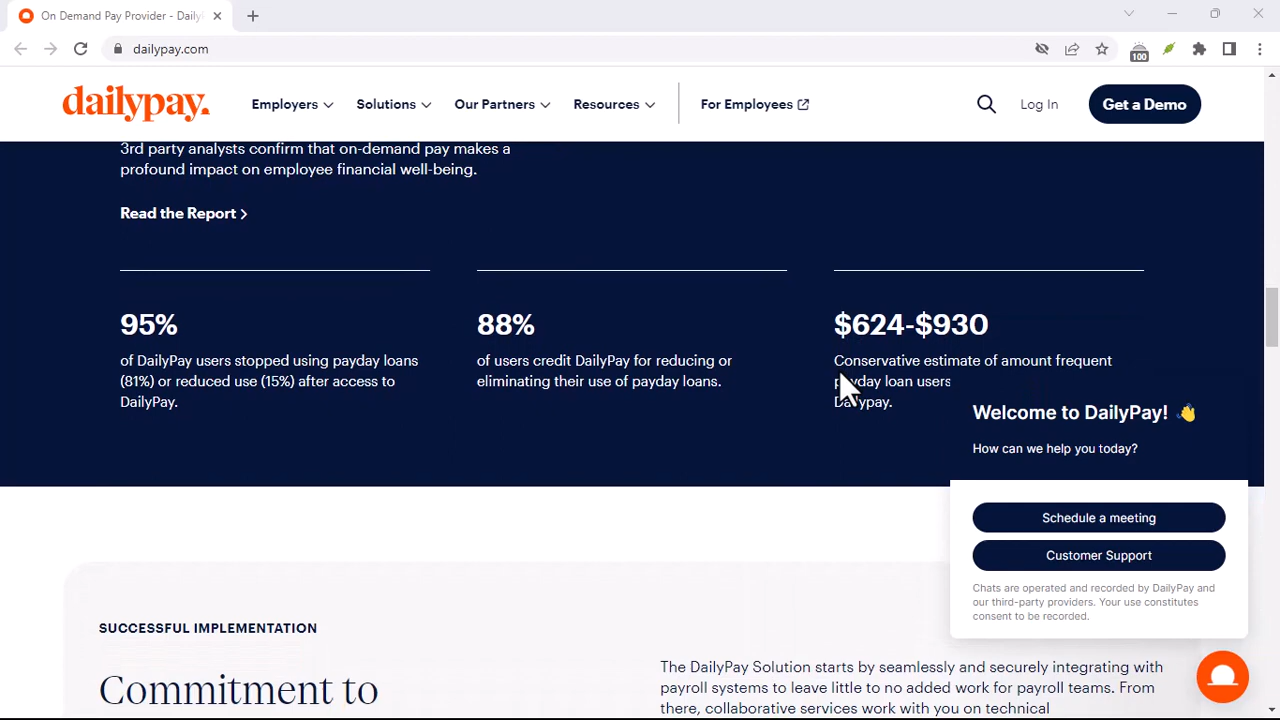 On Demand Pay Provider - Daily
dailypay.com
100
dailypay.
Employers
Solutions
Our Partners
Resources
For Employees
Log In
Get a Demo
3rd party analysts confirm that on-demand pay makes a
profound impact on employee financial well-being.
Read the Report
95%
of DailyPay users stopped using payday loans
(81%) or reduced use (15%) after access to
DailyPay.
88%
of users credit DailyPay for reducing or
eliminating their use of payday loans.
$624-$930
Conservative estimate of amount frequent
payday loan users
Dailypay.
Welcome to DailyPay! 👋
How can we help you today?
Schedule a meeting
Customer Support
Chats are operated and recorded by DailyPay and
our third-party providers. Your use constitutes
consent to be recorded.
SUCCESSFUL IMPLEMENTATION
Commitment to
The DailyPay Solution starts by seamlessly and securely integrating with
payroll systems to leave little to no added work for payroll teams. From
there, collaborative services work with you on technical